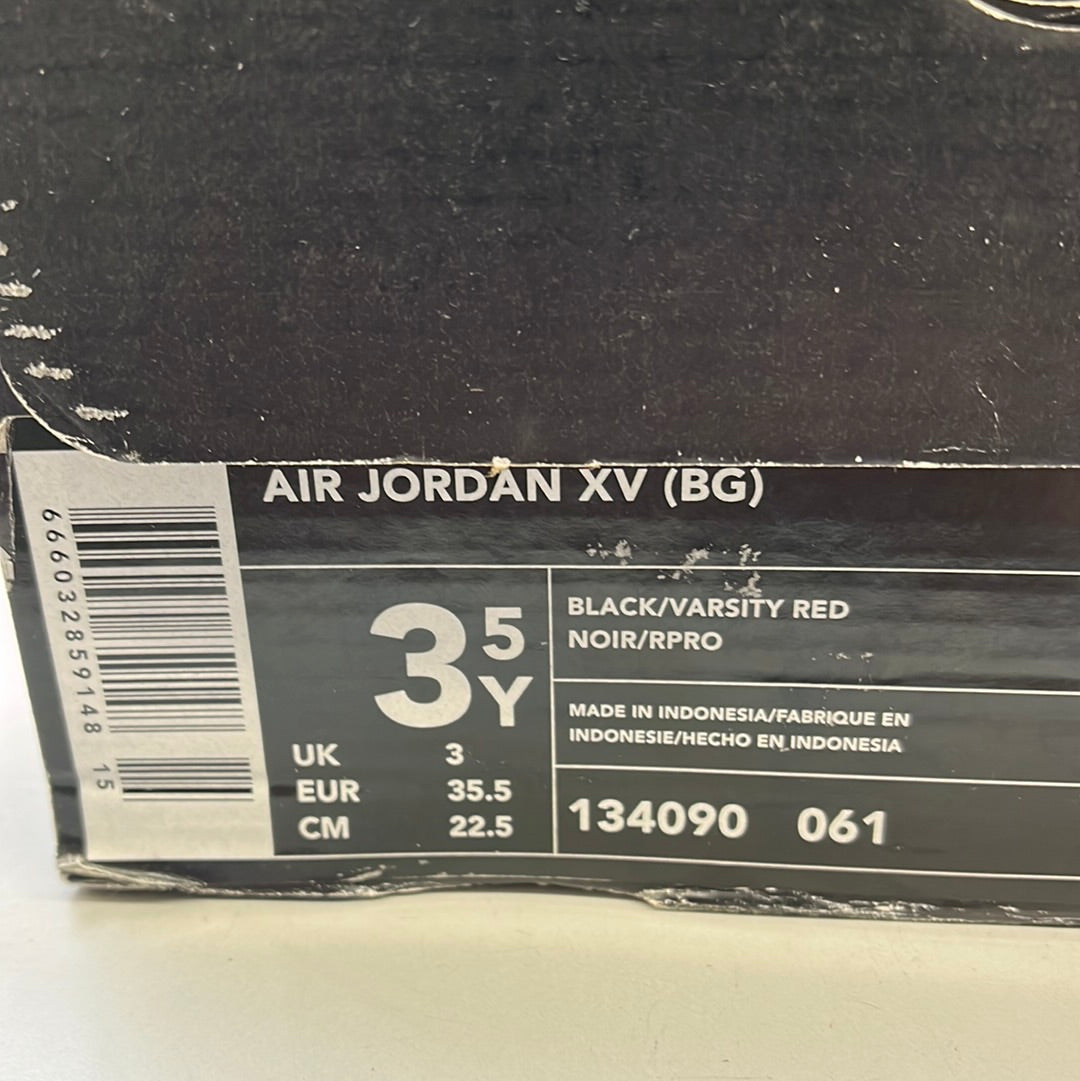 AIR JORDAN XV (BG)
666032859148 15
3 5 Y
UK 3
EUR 35.5
CM 22.5
BLACK/VARSITY RED
NOIR/RPRO
MADE IN INDONESIA/FABRIQUE EN
INDONESIE/HECHO EN INDONESIA
134090 061